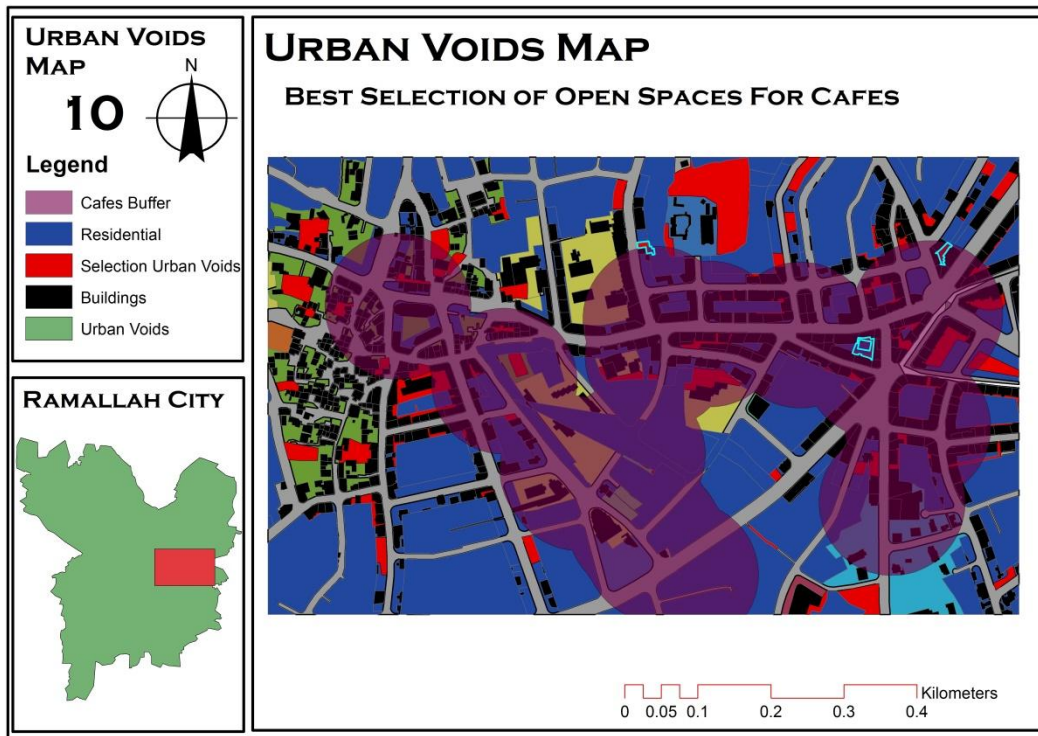 Urban Voids
Map
10
N
Legend
Cafes Buffer
Residential
Selection Urban Voids
Buildings
Urban Voids
Ramallah City
Urban Voids Map
Best Selection of Open Spaces For Cafes
Kilometers
0 0.05 0.1 0.2 0.3 0.4